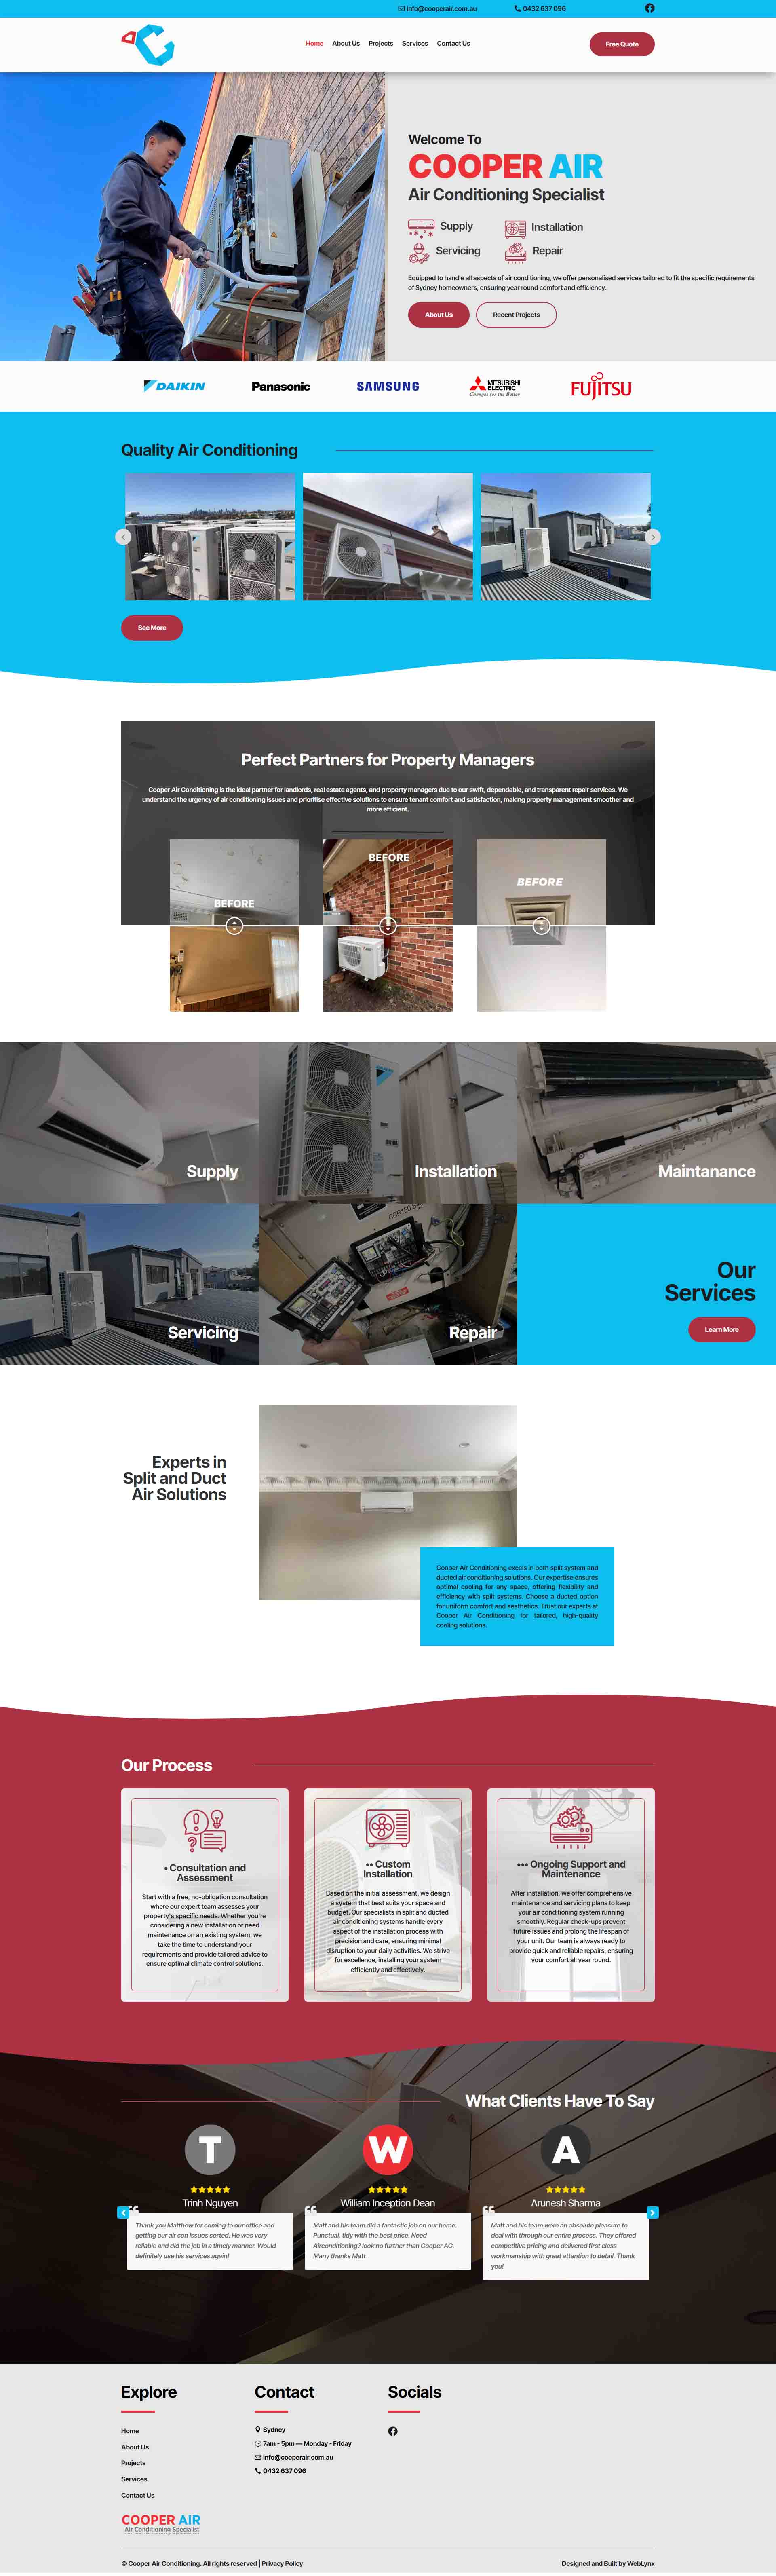 info@cooperair.com.au
0432 637 096
Home
About Us
Projects
Services
Contact Us
Free Quote
Welcome To
COOPER AIR
Air Conditioning Specialist
Supply
Installation
Servicing
Repair
Equipped to handle all aspects of air conditioning, we offer personalised services tailored to fit the specific requirements
of Sydney homeowners, ensuring year round comfort and efficiency.
About Us
Recent Projects
DAIKIN
Panasonic
SAMSUNG
MITSUBISHI
ELECTRIC
Changes for the Better
FUJITSU
Quality Air Conditioning
See More
Perfect Partners for Property Managers
Cooper Air Conditioning is the ideal partner for landlords, real estate agents, and property managers due to our swift, dependable, and transparent repair services. We
understand the urgency of air conditioning issues and prioritise effective solutions to ensure tenant comfort and satisfaction, making property management smoother and
more efficient.
BEFORE
BEFORE
BEFORE
Supply
Installation
Maintanance
Servicing
Repair
Our
Services
Learn More
Experts in
Split and Duct
Air Solutions
Cooper Air Conditioning excels in both split system and
ducted air conditioning solutions. Our expertise ensures
optimal cooling for any space, offering flexibility and
efficiency with split systems. Choose a ducted option
for uniform comfort and aesthetics. Trust our experts at
Cooper Air Conditioning for tailored, high-quality
cooling solutions.
Our Process
• Consultation and
Assessment
Start with a free, no-obligation consultation
where our expert team assesses your
property's specific needs. Whether you're
considering a new installation or need
maintenance on an existing system, we
take the time to understand your
requirements and provide tailored advice to
ensure optimal climate control solutions.
•• Custom
Installation
Based on the initial assessment, we design
a system that best suits your space and
budget. Our specialists in split and ducted
air conditioning systems handle every
aspect of the installation process with
precision and care, ensuring minimal
disruption to your daily activities. We strive
for excellence, installing your system
efficiently and effectively.
••• Ongoing Support and
Maintenance
After installation, we offer comprehensive
maintenance and servicing plans to keep
your air conditioning system running
smoothly. Regular check-ups prevent
future issues and prolong the lifespan of
your unit. Our team is always ready to
provide quick and reliable repairs, ensuring
your comfort all year round.
What Clients Have To Say
T
Trinh Nguyen
Thank you Matthew for coming to our office and
getting our air con issues sorted. He was very
reliable and did the job in a timely manner. Would
definitely use his services again!
W
William Inception Dean
Matt and his team did a fantastic job on our home.
Punctual, tidy with the best price. Need
Airconditioning? look no further than Cooper AC.
Many thanks Matt
A
Arunesh Sharma
Matt and his team were an absolute pleasure to
deal with through our entire process. They offered
competitive pricing and delivered first class
workmanship with great attention to detail. Thank
you!
Explore
Home
About Us
Projects
Services
Contact Us
Contact
Sydney
7am - 5pm — Monday - Friday
info@cooperair.com.au
0432 637 096
Socials
COOPER AIR
Air Conditioning Specialist
© Cooper Air Conditioning. All rights reserved | Privacy Policy
Designed and Built by WebLynx